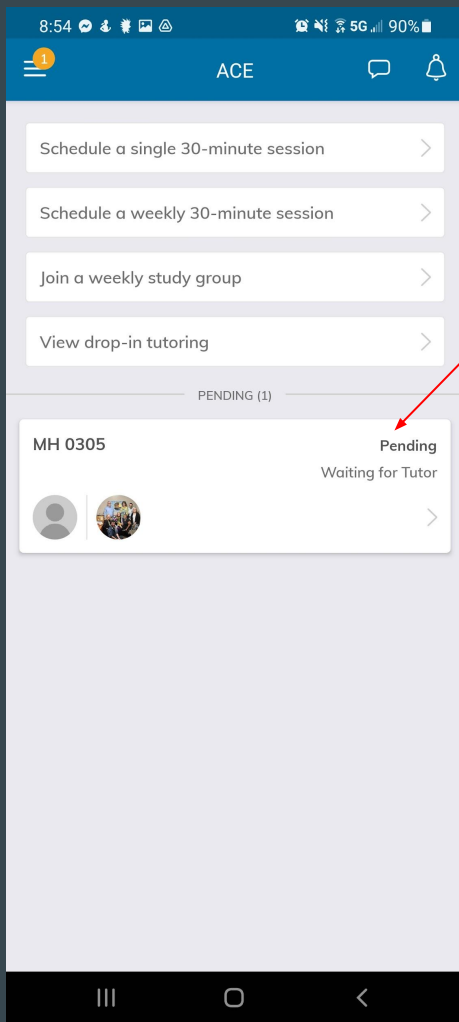 8:54 5G 90%
1
ACE
Schedule a single 30-minute session
Schedule a weekly 30-minute session
Join a weekly study group
View drop-in tutoring
PENDING (1)
MH 0305 Pending
Waiting for Tutor